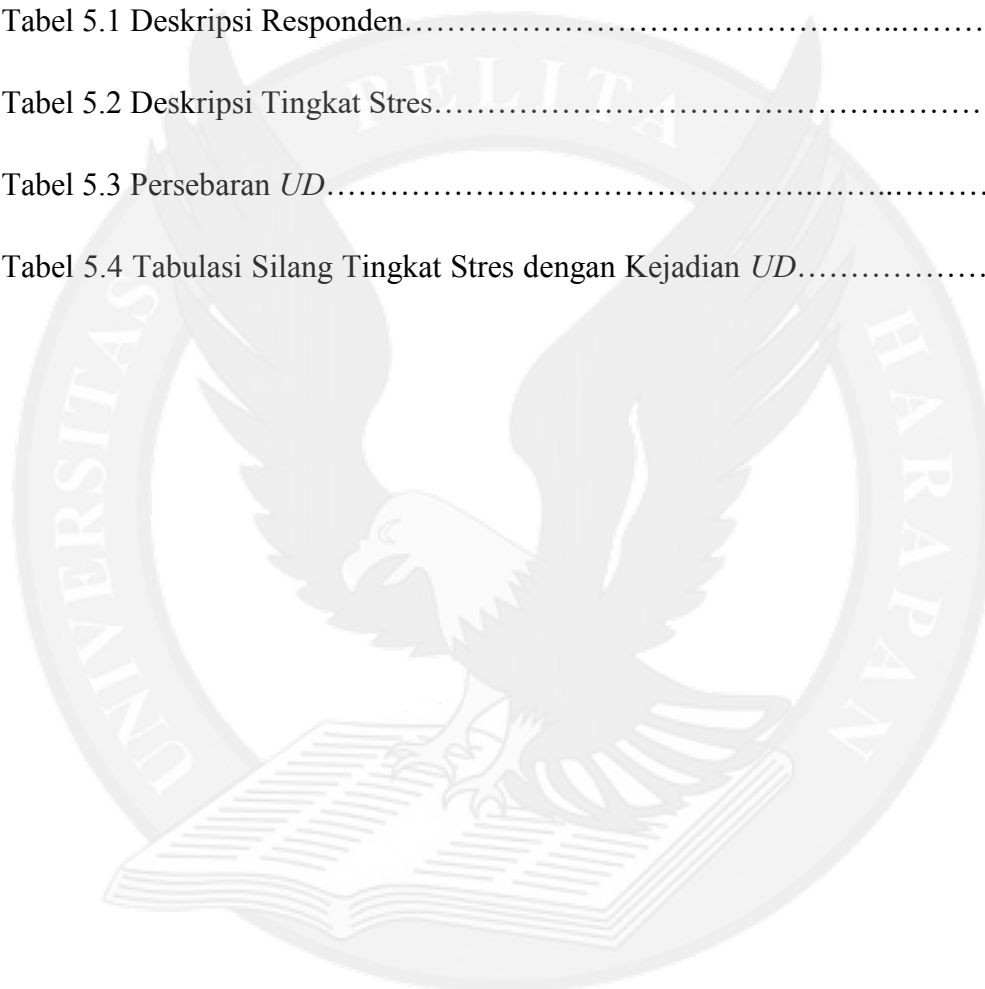 Tabel 5.1 Deskripsi Responden……………………………………………..………
Tabel 5.2 Deskripsi Tingkat Stres……………………………………………..………
Tabel 5.3 Persebaran UD……………………………………………….……..………
Tabel 5.4 Tabulasi Silang Tingkat Stres dengan Kejadian UD………………
UNIVERSITAS PELITA HARAPAN